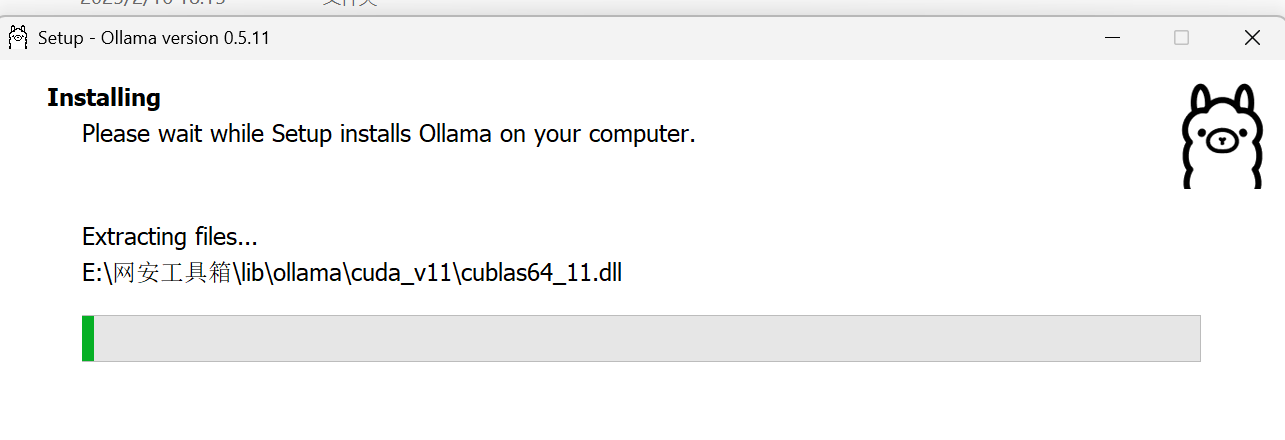 Setup - Ollama version 0.5.11
Installing
Please wait while Setup installs Ollama on your computer.
Extracting files...
E:\网安工具箱\lib\ollama\cuda_v11\cublas64_11.dll